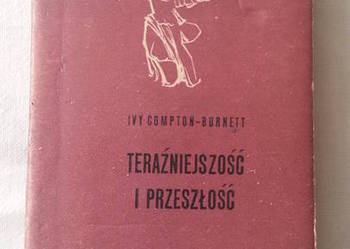 IVY COMPTON-BURNETT
TERAŹNIEJSZOŚĆ
I PRZESZŁOŚĆ